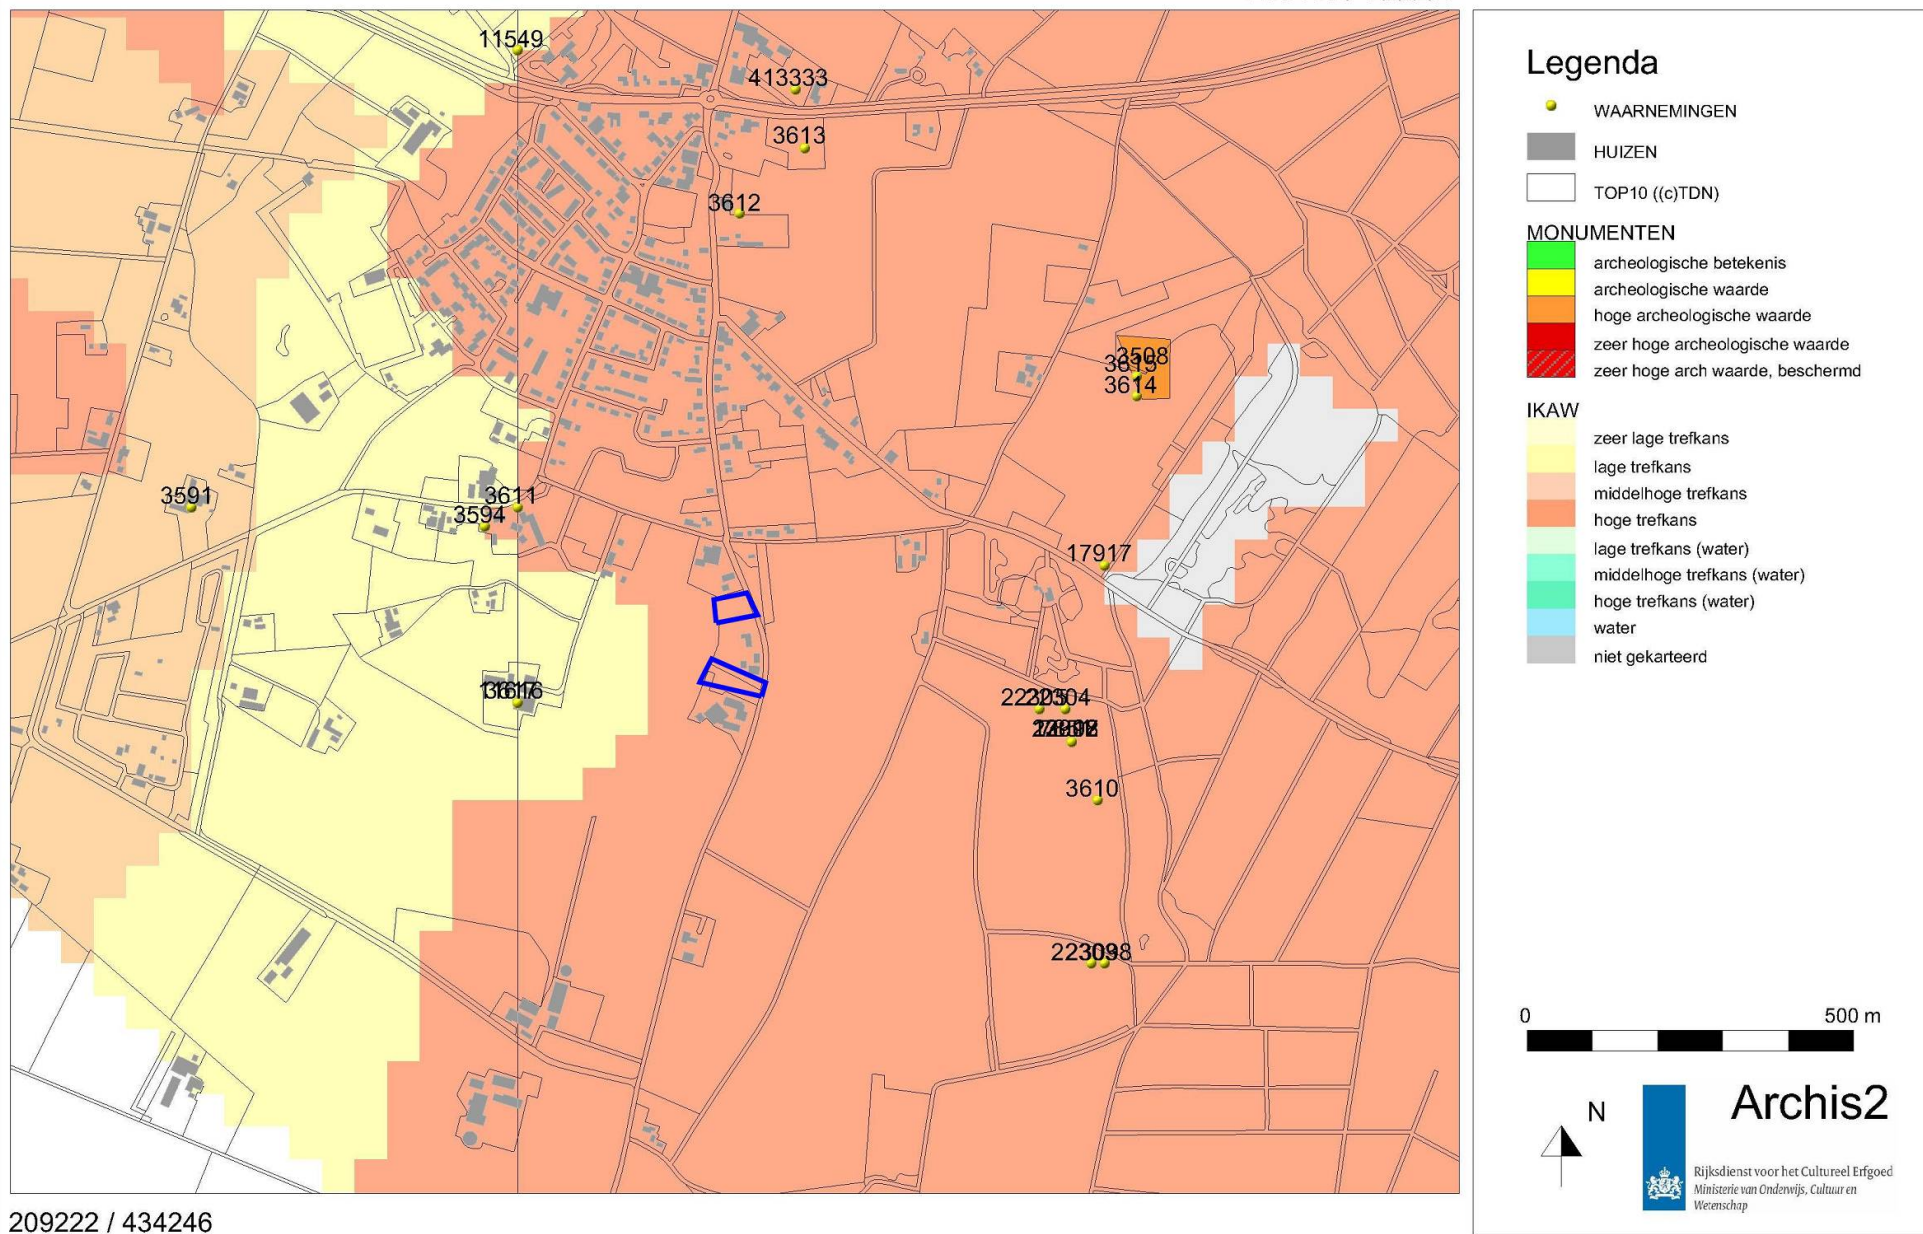 11549
413333
3613
3612
3508
3615
3614
3591
3611
3594
17917
3610
209222 / 434246
Legenda
WAARNEMINGEN
HUIZEN
TOP10 ((c)TDN)
MONUMENTEN
archeologische betekenis
archeologische waarde
hoge archeologische waarde
zeer hoge archeologische waarde
zeer hoge arch waarde, beschermd
IKAW
zeer lage trefkans
lage trefkans
middelhoge trefkans
hoge trefkans
lage trefkans (water)
middelhoge trefkans (water)
hoge trefkans (water)
water
niet gekarteerd
0 500 m
N
Archis2
Rijksdienst voor het Cultureel Erfgoed
Ministerie van Onderwijs, Cultuur en
Wetenschap